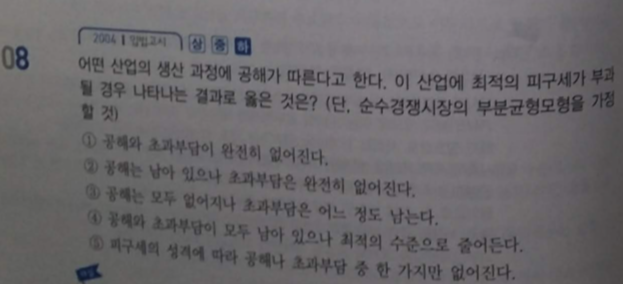 2004 | 입법고시 상 중 하
08 어떤 산업의 생산 과정에 공해가 따른다고 한다. 이 산업에 최적의 피구세가 부과
될 경우 나타나는 결과로 옳은 것은? (단, 순수경쟁시장의 부분균형모형을 가정
할 것)
① 공해와 초과부담이 완전히 없어진다.
② 공해는 남아 있으나 초과부담은 완전히 없어진다.
③ 공해는 모두 없어지나 초과부담은 어느 정도 남는다.
④ 공해와 초과부담이 모두 남아 있으나 최적의 수준으로 줄어든다.
⑤ 피구세의 성격에 따라 공해나 초과부담 중 한 가지만 없어진다.